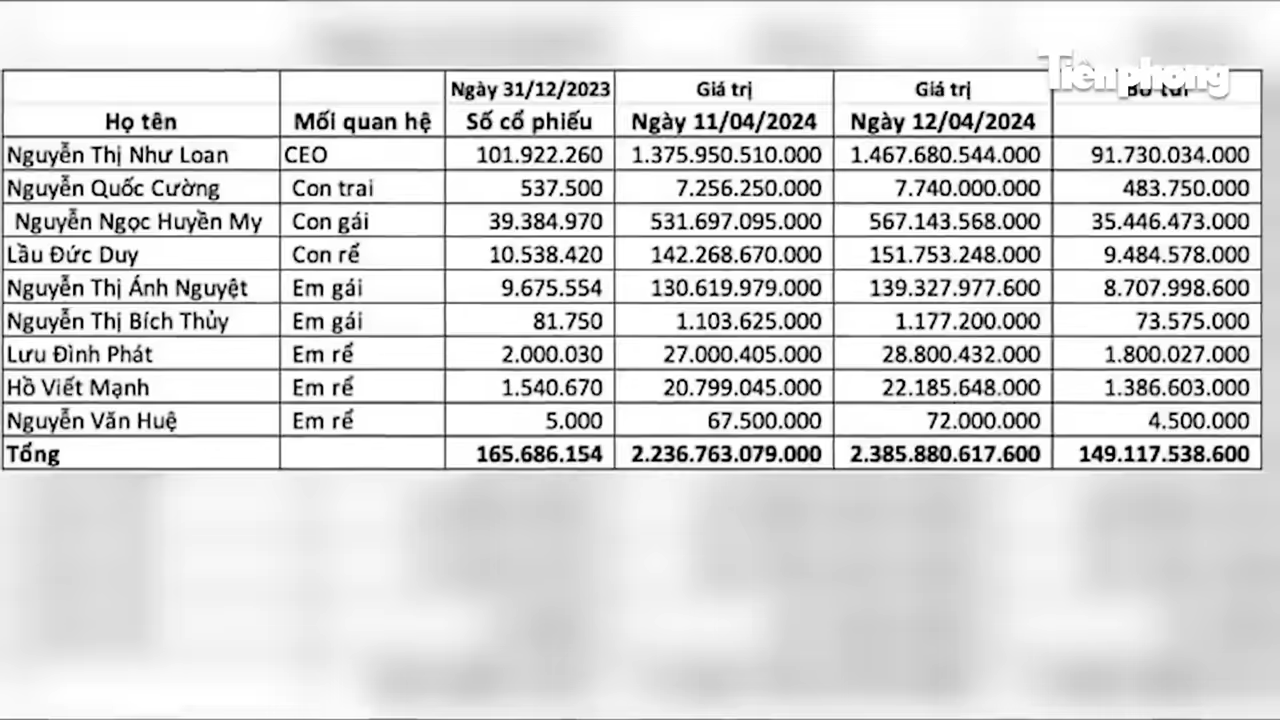 Tiền phong
Ngày 31/12/2023 Giá trị Giá trị
Họ tên Mối quan hệ Số cổ phiếu Ngày 11/04/2024 Ngày 12/04/2024
Nguyễn Thị Như Loan CEO 101.922.260 1.375.950.510.000 1.467.680.544.000 91.730.034.000
Nguyễn Quốc Cường Con trai 537.500 7.256.250.000 7.740.000.000 483.750.000
Nguyễn Ngọc Huyền My Con gái 39.384.970 531.697.095.000 567.143.568.000 35.446.473.000
Lầu Đức Duy Con rể 10.538.420 142.268.670.000 151.753.248.000 9.484.578.000
Nguyễn Thị Ánh Nguyệt Em gái 9.675.554 130.619.979.000 139.327.977.600 8.707.998.600
Nguyễn Thị Bích Thủy Em gái 81.750 1.103.625.000 1.177.200.000 73.575.000
Lưu Đình Phát Em rể 2.000.030 27.000.405.000 28.800.432.000 1.800.027.000
Hồ Viết Mạnh Em rể 1.540.670 20.799.045.000 22.185.648.000 1.386.603.000
Nguyễn Văn Huệ Em rể 5.000 67.500.000 72.000.000 4.500.000
Tổng 165.686.154 2.236.763.079.000 2.385.880.617.600 149.117.538.600